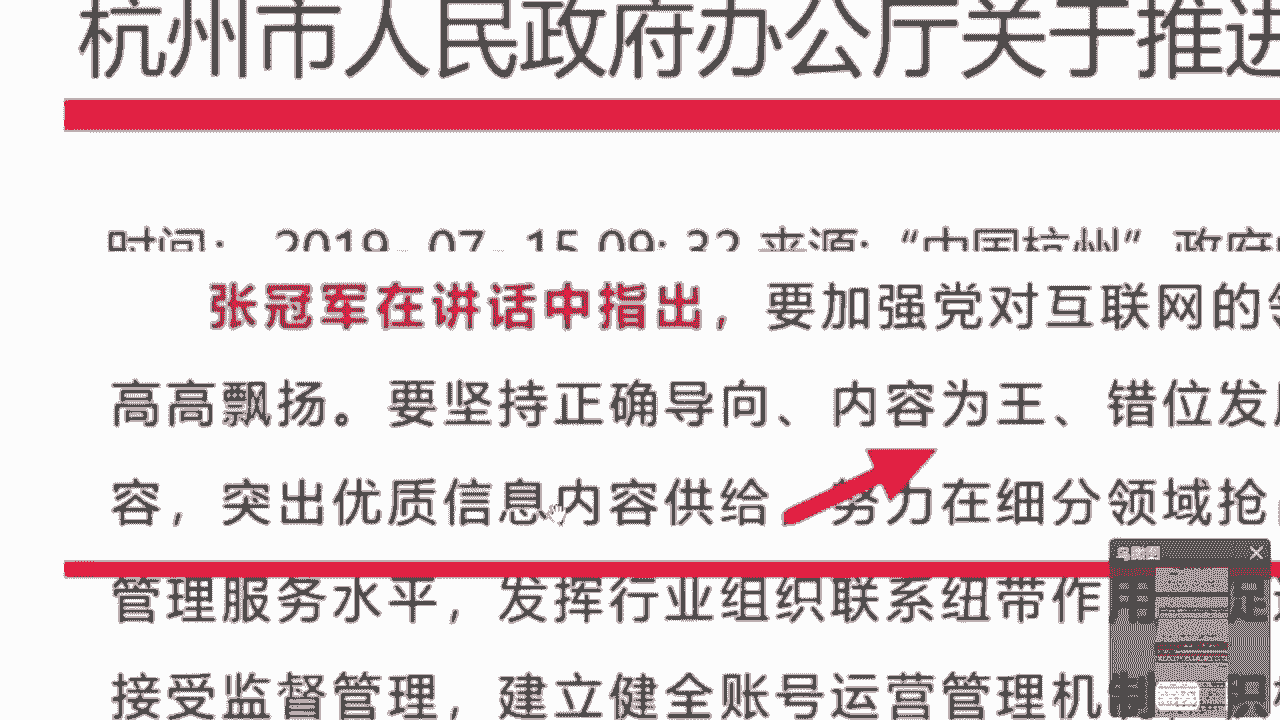 杭州市人民政府办公厅关于推进
时间： 2019- 07- 15 09: 32 来源: “中国杭州” 政府
张冠军在讲话中指出，要加强党对互联网的
高高飘扬。要坚持正确导向、内容为王、错位发
容，突出优质信息内容供给 努力在细分领域抢
管理服务水平，发挥行业组织联系纽带作用
接受监督管理，建立健全账号运营管理机制
鸟瞰图